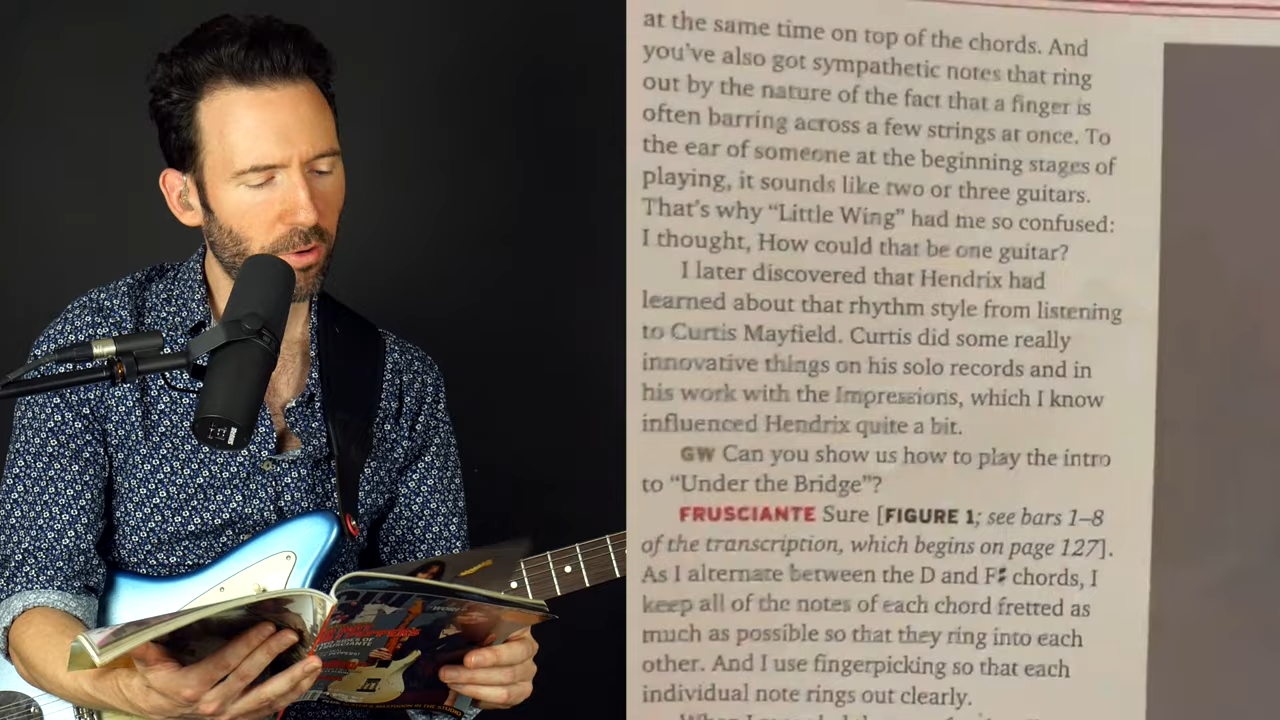 at the same time on top of the chords. And
you've also got sympathetic notes that ring
out by the nature of the fact that a finger is
often barring across a few strings at once. To
the ear of someone at the beginning stages of
playing, it sounds like two or three guitars.
That's why “Little Wing” had me so confused:
I thought, How could that be one guitar?
I later discovered that Hendrix had
learned about that rhythm style from listening
to Curtis Mayfield. Curtis did some really
innovative things on his solo records and in
his work with the Impressions, which I know
influenced Hendrix quite a bit.
GW Can you show us how to play the intro
to “Under the Bridge”?
FRUSCIANTE Sure [FIGURE 1; see bars 1–8
of the transcription, which begins on page 127].
As I alternate between the D and F♯ chords, I
keep all of the notes of each chord fretted as
much as possible so that they ring into each
other. And I use fingerpicking so that each
individual note rings out clearly.
FRUSCIANTE